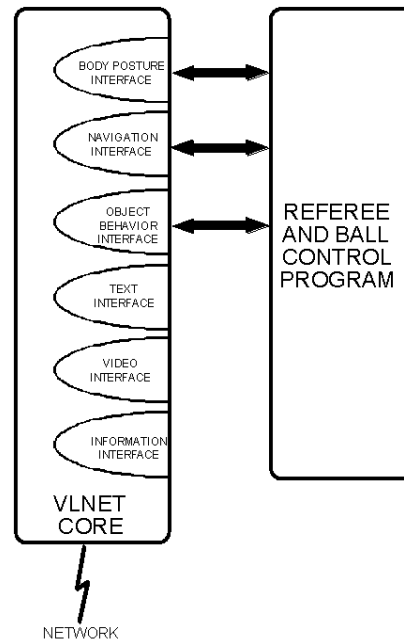 BODY POSTURE
INTERFACE
NAVIGATION
INTERFACE
OBJECT
BEHAVIOR
INTERFACE
TEXT
INTERFACE
VIDEO
INTERFACE
INFORMATION
INTERFACE
VLNET
CORE
NETWORK
REFEREE
AND BALL
CONTROL
PROGRAM